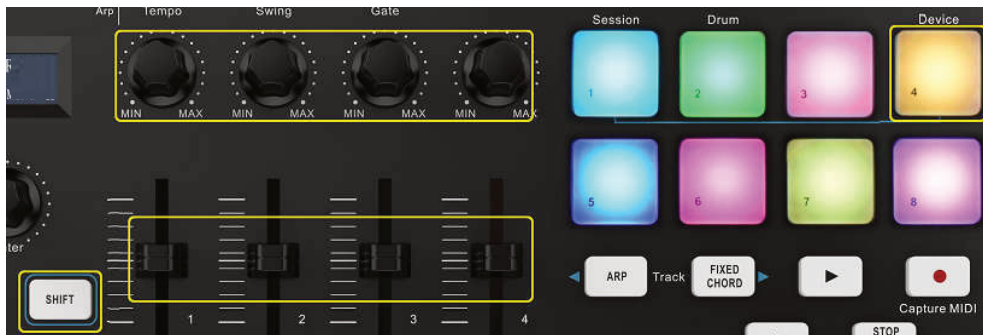 Arp Tempo Swing Gate
Session Drum Device
MIN MAX MIN MAX MIN MAX MIN MAX
1 2 3 4
5 6 7 8
SHIFT
1 2 3 4
ARP Track FIXED CHORD
Capture MIDI
STOP